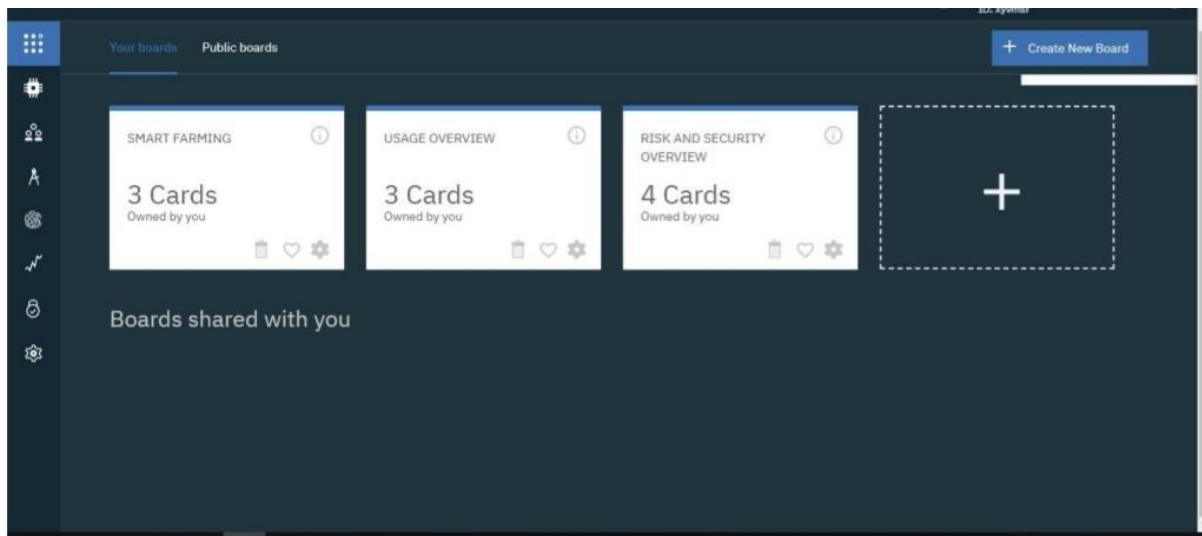 Your boards
Public boards
+ Create New Board
SMART FARMING
3 Cards
Owned by you
USAGE OVERVIEW
3 Cards
Owned by you
RISK AND SECURITY
OVERVIEW
4 Cards
Owned by you
Boards shared with you